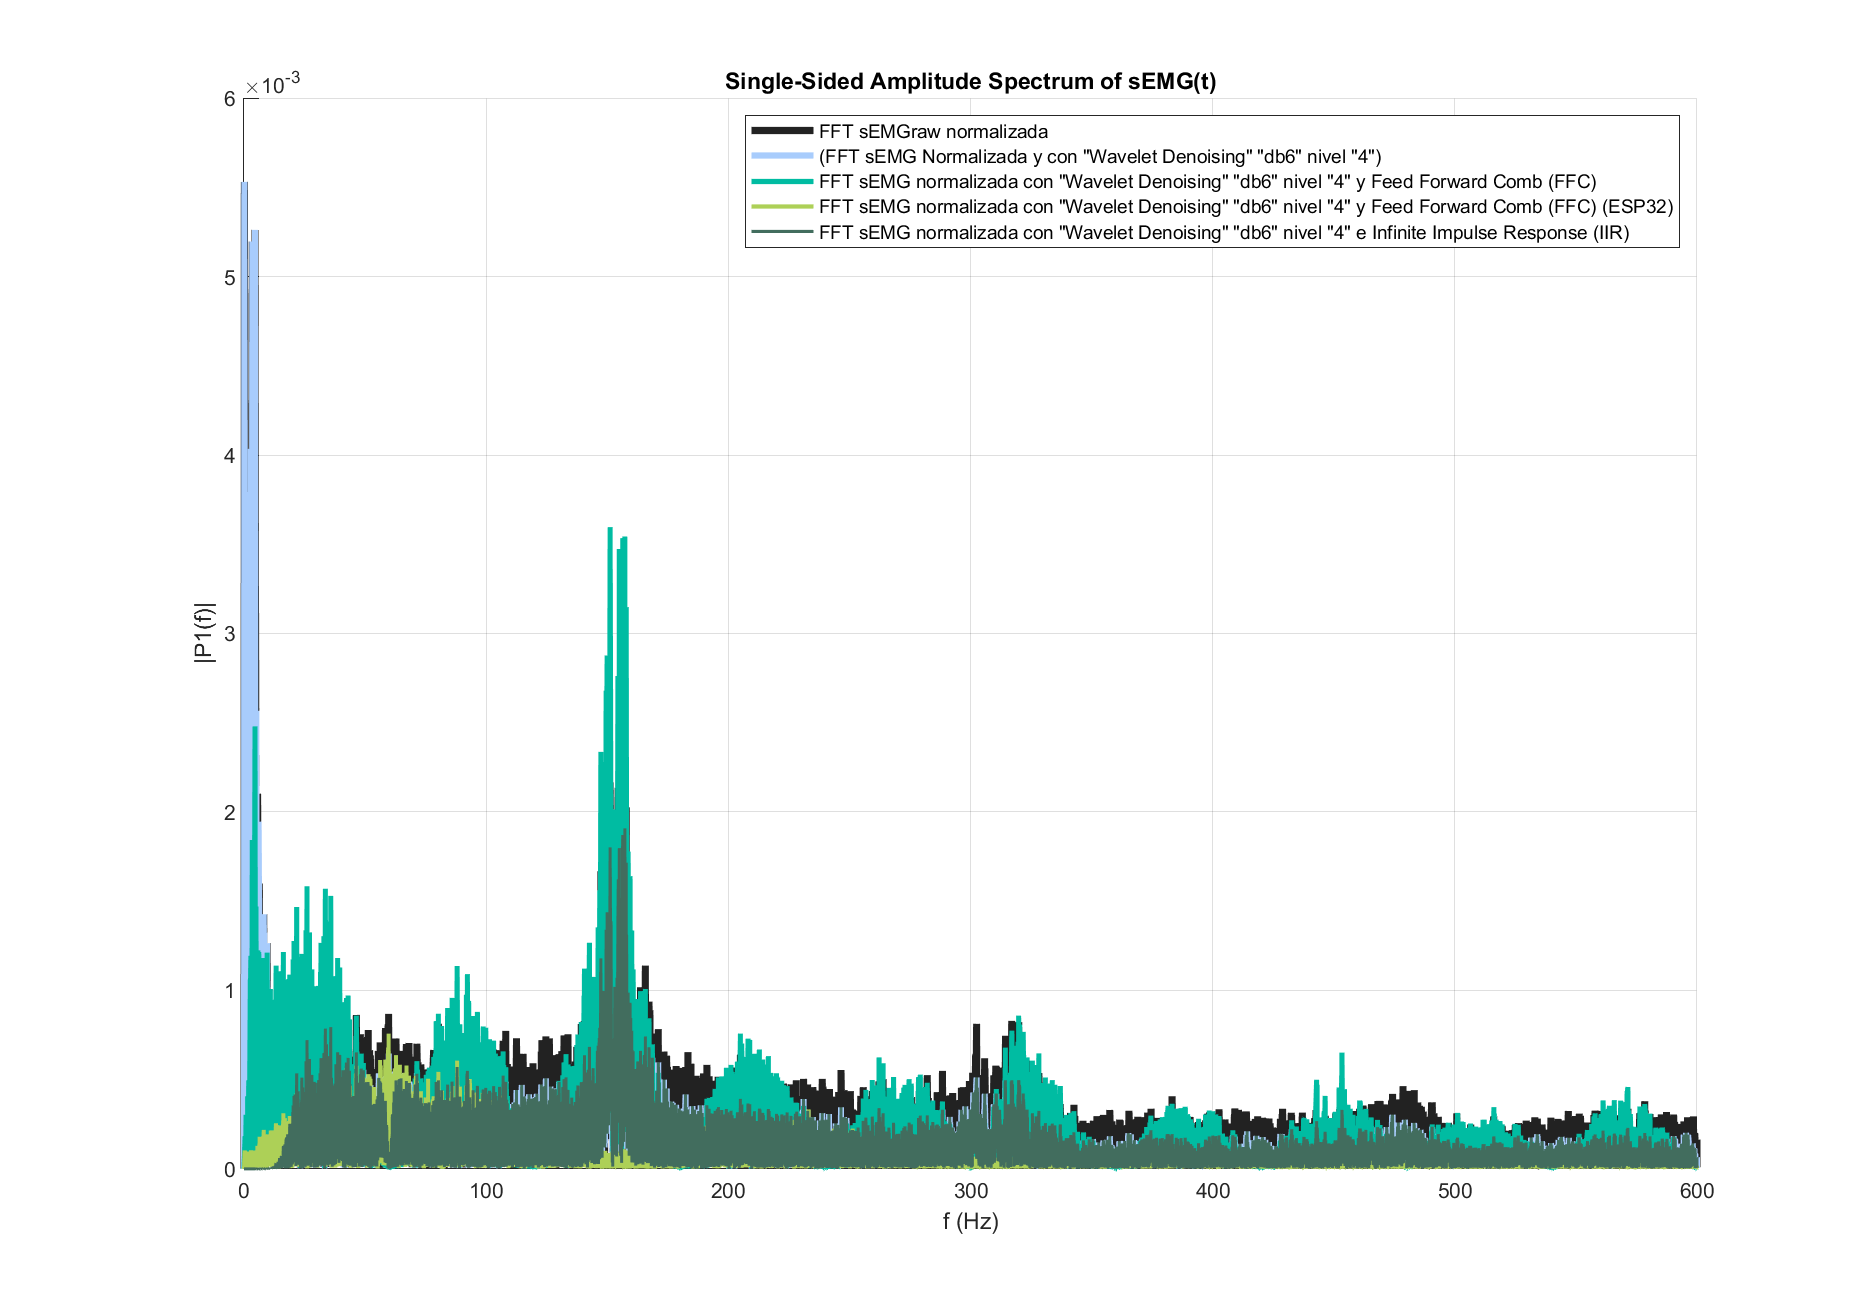 Single-Sided Amplitude Spectrum of sEMG(t)
×10-3
FFT sEMGraw normalizada
(FFT sEMG Normalizada y con "Wavelet Denoising" "db6" nivel "4")
FFT sEMG normalizada con "Wavelet Denoising" "db6" nivel "4" y Feed Forward Comb (FFC)
FFT sEMG normalizada con "Wavelet Denoising" "db6" nivel "4" y Feed Forward Comb (FFC) (ESP32)
FFT sEMG normalizada con "Wavelet Denoising" "db6" nivel "4" e Infinite Impulse Response (IIR)
6
5
4
3
2
1
0
|P1(f)|
0 100 200 300 400 500 600
f (Hz)